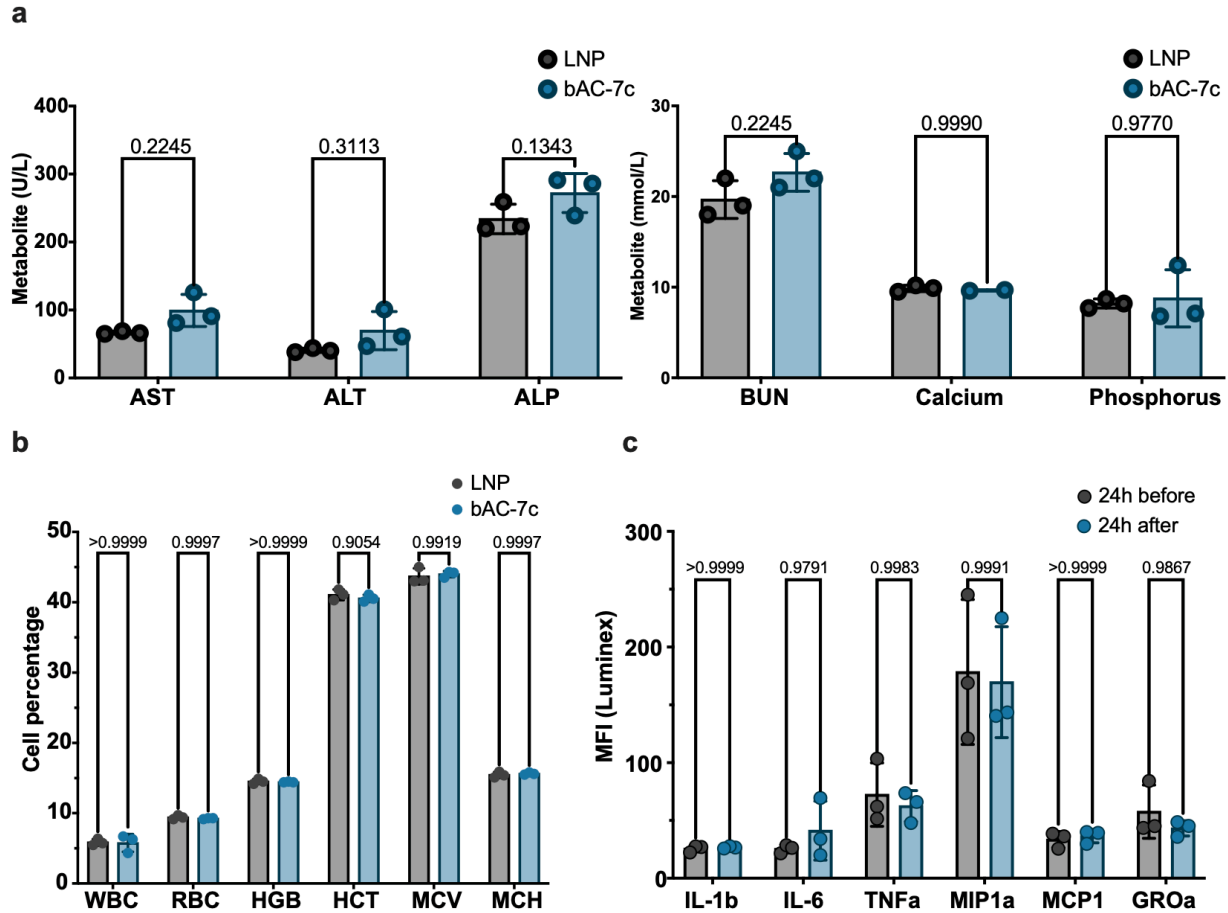 a
LNP
bAC-7c
Metabolite (U/L)
400
300
200
100
0
0.2245
0.3113
0.1343
AST
ALT
ALP
LNP
bAC-7c
Metabolite (mmol/L)
30
20
10
0
0.2245
0.9990
0.9770
BUN
Calcium
Phosphorus
b
LNP
bAC-7c
Cell percentage
50
40
30
20
10
0
>0.9999
0.9997
>0.9999
0.9054
0.9919
0.9997
WBC
RBC
HGB
HCT
MCV
MCH
c
24h before
24h after
MFI (Luminex)
300
200
100
0
>0.9999
0.9791
0.9983
0.9991
>0.9999
0.9867
IL-1b
IL-6
TNFa
MIP1a
MCP1
GROa